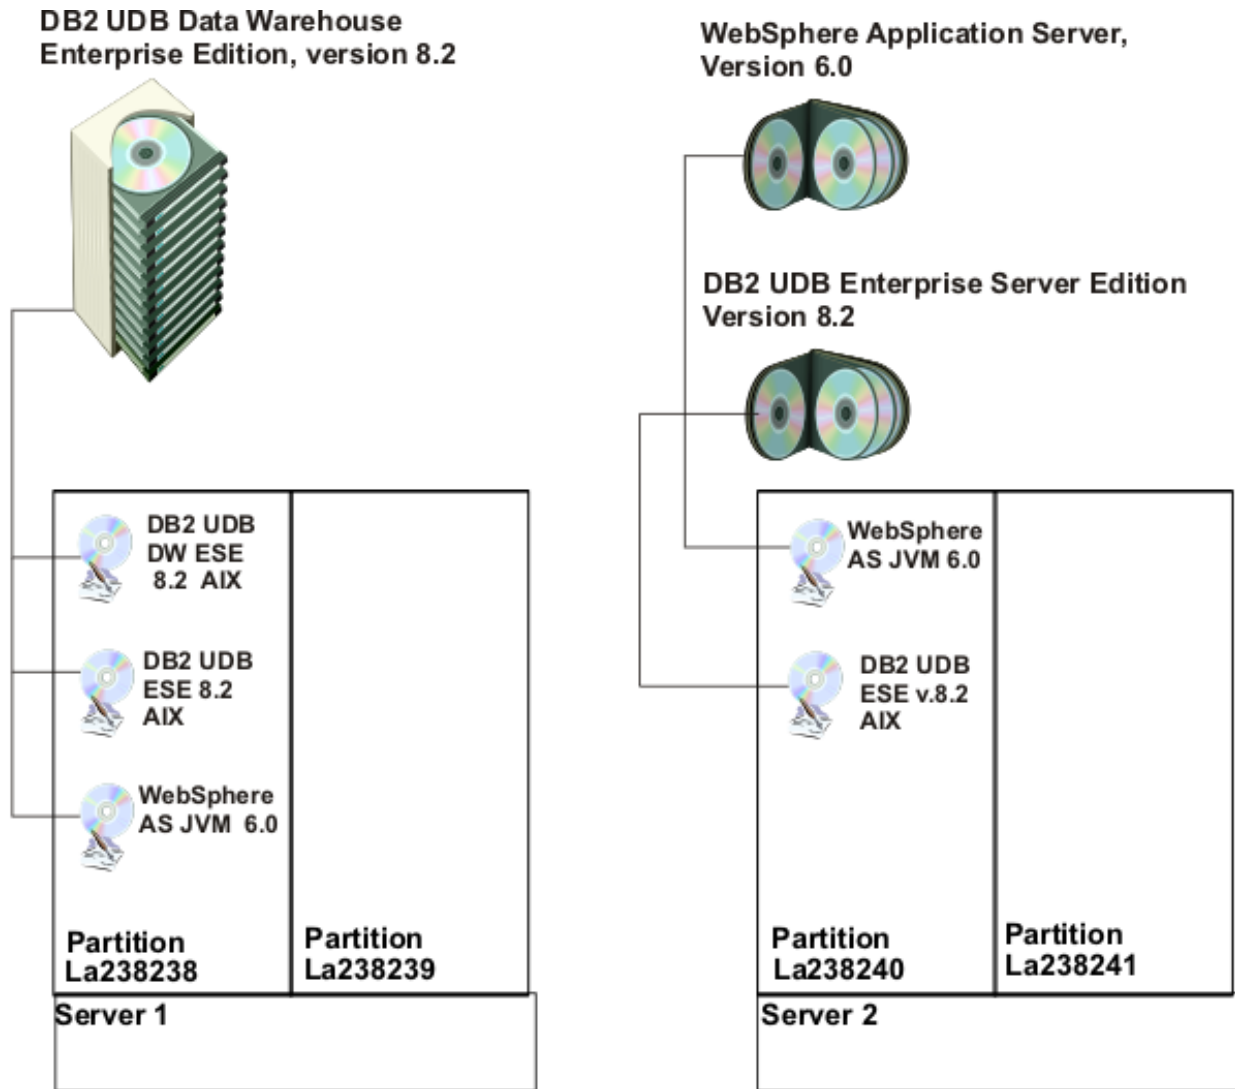 DB2 UDB Data Warehouse
Enterprise Edition, version 8.2
WebSphere Application Server,
Version 6.0
DB2 UDB Enterprise Server Edition
Version 8.2
DB2 UDB
DW ESE
8.2 AIX
DB2 UDB
ESE 8.2
AIX
WebSphere
AS JVM 6.0
Partition
La238238
Partition
La238239
Server 1
WebSphere
AS JVM 6.0
DB2 UDB
ESE v.8.2
AIX
Partition
La238240
Partition
La238241
Server 2